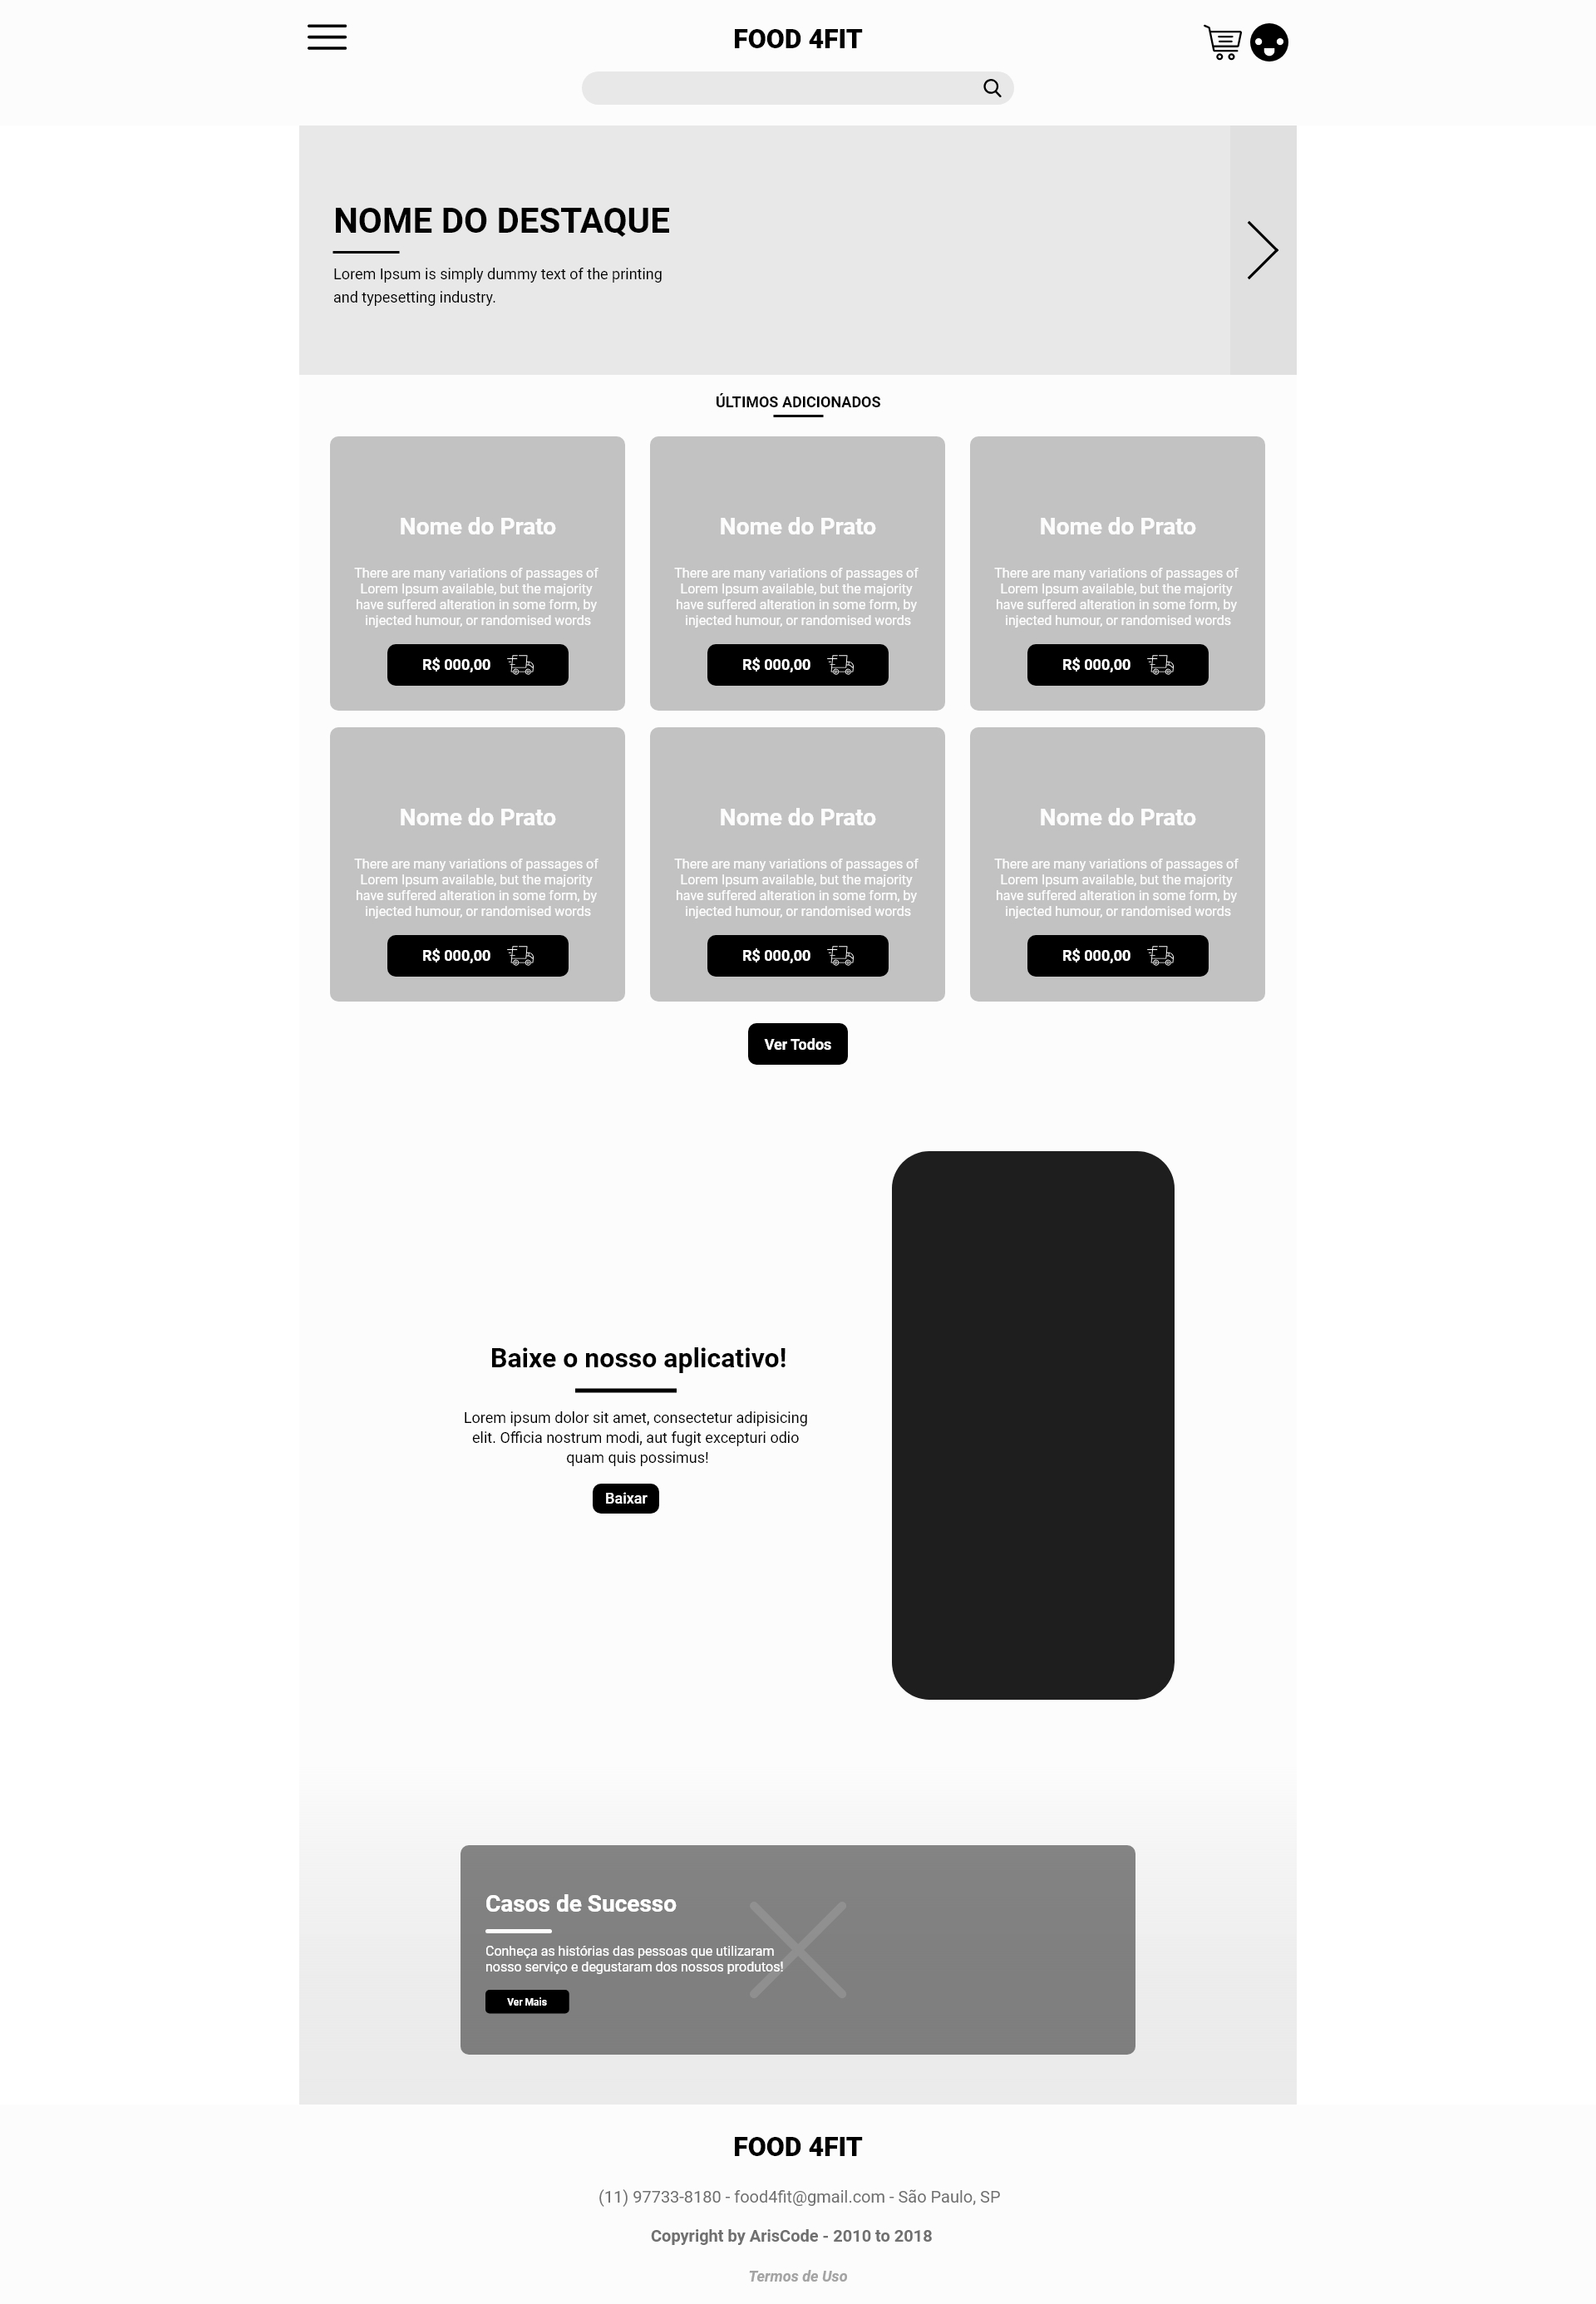 FOOD 4FIT
NOME DO DESTAQUE
Lorem Ipsum is simply dummy text of the printing
and typesetting industry.
ÚLTIMOS ADICIONADOS
Nome do Prato
There are many variations of passages of
Lorem Ipsum available, but the majority
have suffered alteration in some form, by
injected humour, or randomised words
R$ 000,00
Nome do Prato
There are many variations of passages of
Lorem Ipsum available, but the majority
have suffered alteration in some form, by
injected humour, or randomised words
R$ 000,00
Nome do Prato
There are many variations of passages of
Lorem Ipsum available, but the majority
have suffered alteration in some form, by
injected humour, or randomised words
R$ 000,00
Nome do Prato
There are many variations of passages of
Lorem Ipsum available, but the majority
have suffered alteration in some form, by
injected humour, or randomised words
R$ 000,00
Nome do Prato
There are many variations of passages of
Lorem Ipsum available, but the majority
have suffered alteration in some form, by
injected humour, or randomised words
R$ 000,00
Nome do Prato
There are many variations of passages of
Lorem Ipsum available, but the majority
have suffered alteration in some form, by
injected humour, or randomised words
R$ 000,00
Ver Todos
Baixe o nosso aplicativo!
Lorem ipsum dolor sit amet, consectetur adipisicing
elit. Officia nostrum modi, aut fugit excepturi odio
quam quis possimus!
Baixar
Casos de Sucesso
Conheça as histórias das pessoas que utilizaram
nosso serviço e degustaram dos nossos produtos!
Ver Mais
FOOD 4FIT
(11) 97733-8180 - food4fit@gmail.com - São Paulo, SP
Copyright by ArisCode - 2010 to 2018
Termos de Uso